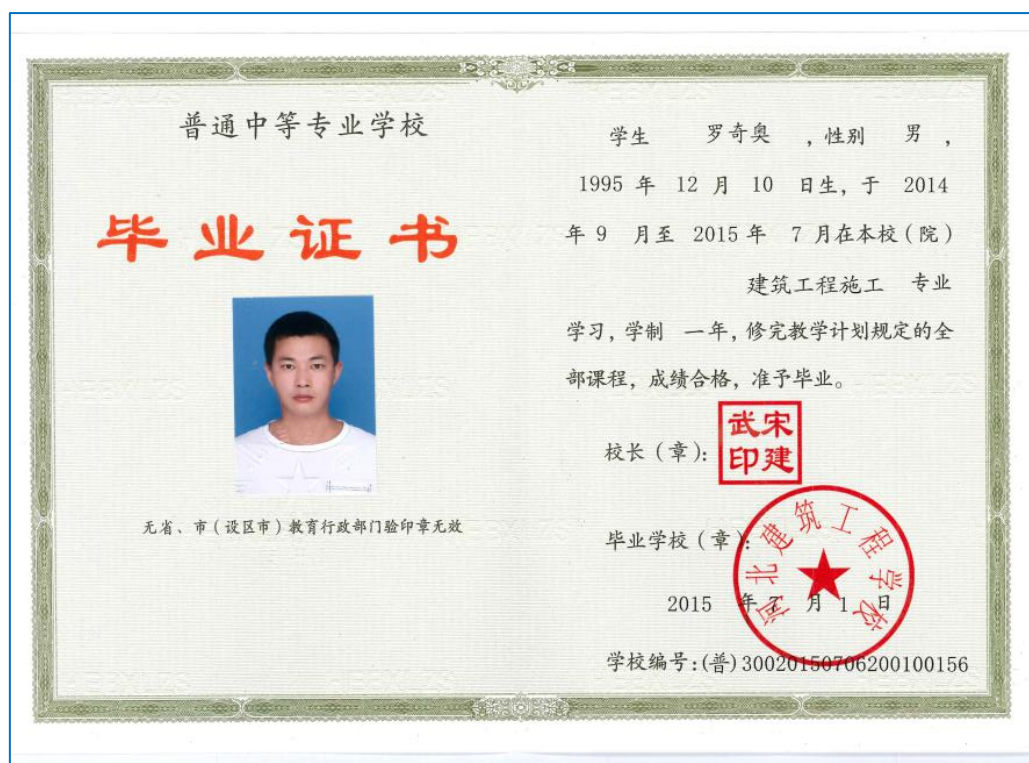 普通中等专业学校
毕业证书
无省、市(设区市)教育行政部门验印章无效
学生 罗奇奥 ,性别 男 ,
1995 年 12 月 10 日生,于 2014
年 9 月至 2015 年 7 月在本校(院)
建筑工程施工 专业
学习,学制 一年,修完教学计划规定的全
部课程,成绩合格,准予毕业。
校长(章):
宋建武印
毕业学校(章):
河北建筑工程学校
2015 年 7 月 1 日
学校编号:(普)30020150706200100156